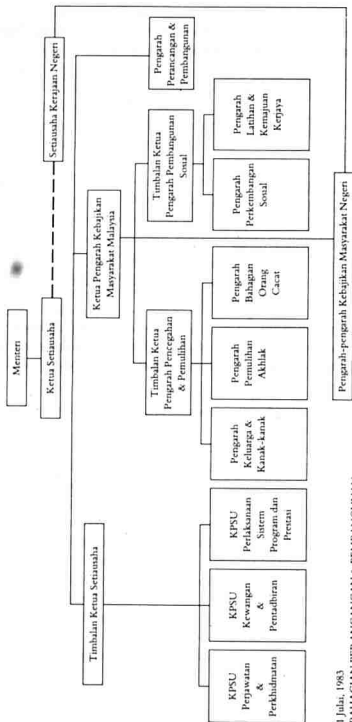 Menteri
Ketua Setiausaha
Setiausaha Kerajaan Negeri
Timbalan Ketua Setiausaha
Ketua Pengarah Kebajikan
Masyarakat Malaysia
Pengarah
Perancangan &
Pembangunan
Timbalan Ketua
Pengarah Pencegahan
& Pemulihan
Timbalan Ketua
Pengarah Pembangunan
Sosial
KPSU
Perjawatan
&
Perkhidmatan
KPSU
Kewangan
&
Pentadbiran
KPSU
Perlaksanaan
Sistem
Program dan
Prestasi
Pengarah
Keluarga &
Kanak-kanak
Pengarah
Pemulihan
Akhlak
Pengarah
Bahagian
Orang
Cacat
Pengarah
Perkembangan
Sosial
Pengarah
Latihan &
Kemajuan
Kerjaya
Pengarah-pengarah Kebajikan Masyarakat Negeri
1 Julai, 1983